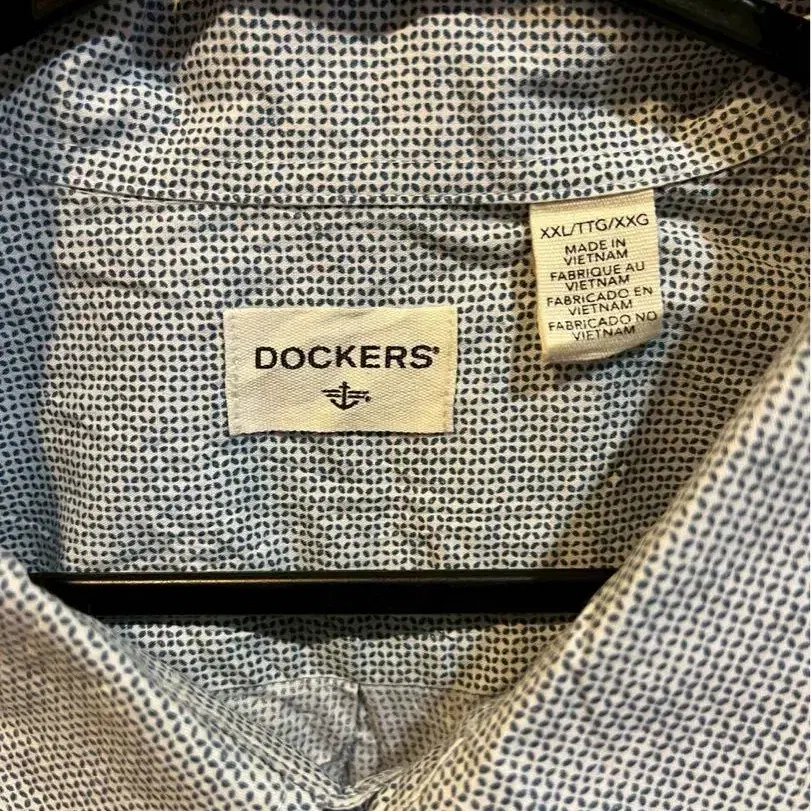 DOCKERS®
XXL/TTG/XXG
MADE IN
VIETNAM
FABRIQUE AU
VIETNAM
FABRICADO EN
VIETNAM
FABRICADO NO
VIETNAM